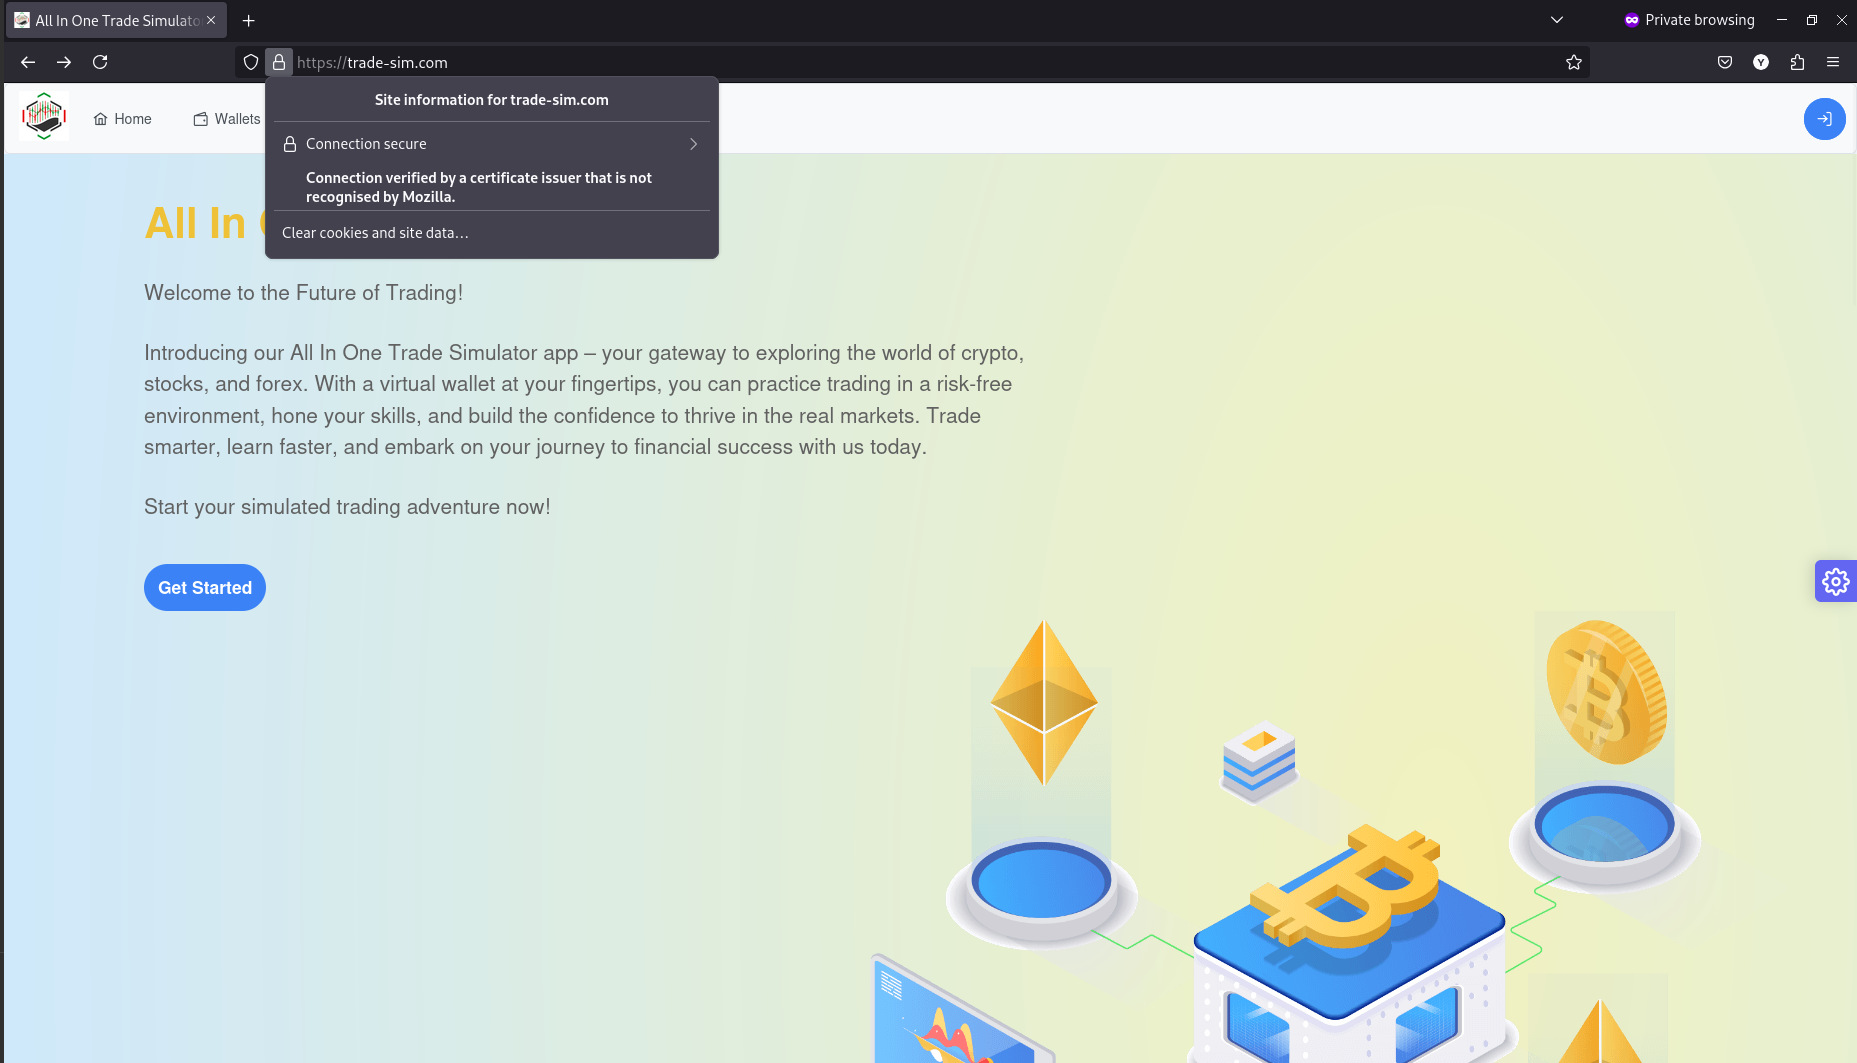 All In One Trade Simulato
Private browsing
https://trade-sim.com
Site information for trade-sim.com
Home
Wallets
Connection secure
Connection verified by a certificate issuer that is not
recognised by Mozilla.
Clear cookies and site data...
All In
Welcome to the Future of Trading!
Introducing our All In One Trade Simulator app – your gateway to exploring the world of crypto,
stocks, and forex. With a virtual wallet at your fingertips, you can practice trading in a risk-free
environment, hone your skills, and build the confidence to thrive in the real markets. Trade
smarter, learn faster, and embark on your journey to financial success with us today.
Start your simulated trading adventure now!
Get Started